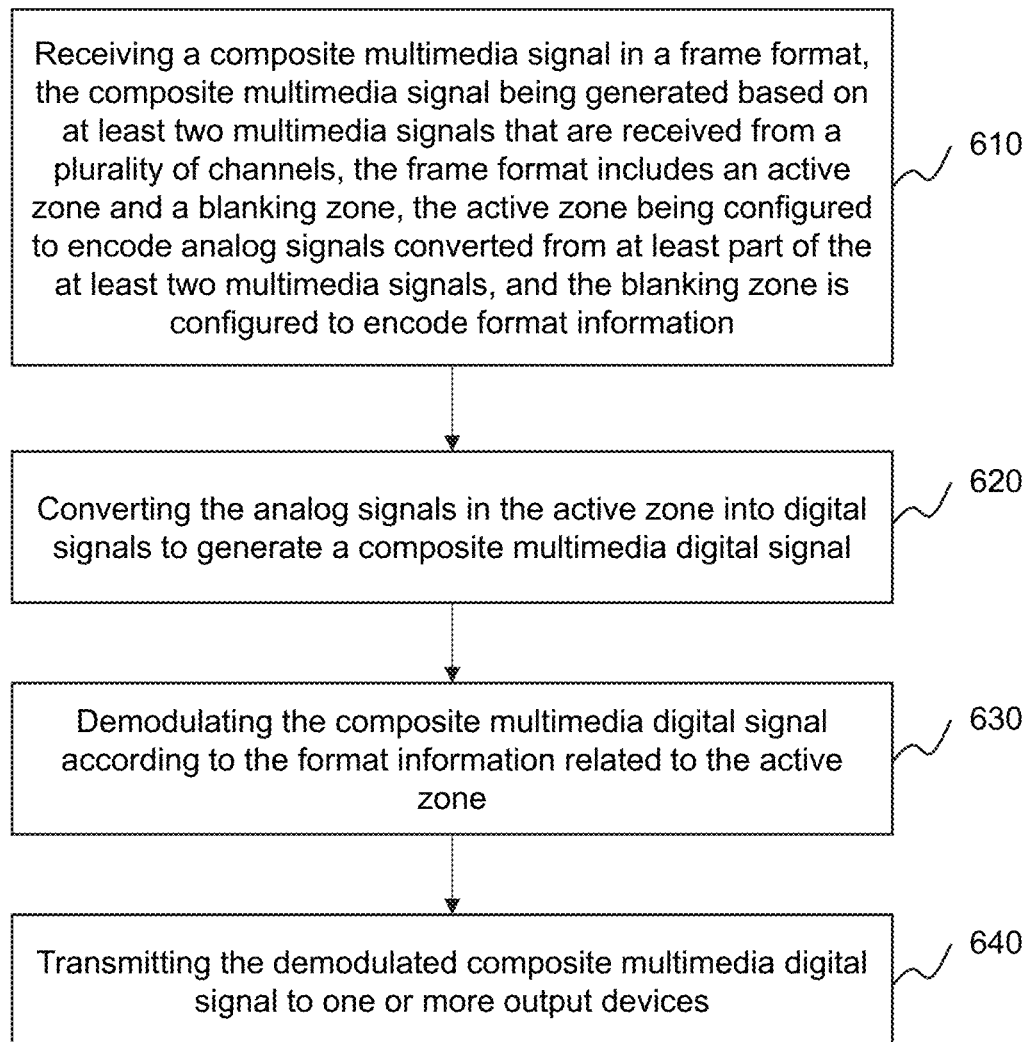 Receiving a composite multimedia signal in a frame format,
the composite multimedia signal being generated based on
at least two multimedia signals that are received from a
plurality of channels, the frame format includes an active
zone and a blanking zone, the active zone being configured
to encode analog signals converted from at least part of the
at least two multimedia signals, and the blanking zone is
configured to encode format information
610
Converting the analog signals in the active zone into digital
signals to generate a composite multimedia digital signal
620
Demodulating the composite multimedia digital signal
according to the format information related to the active
zone
630
Transmitting the demodulated composite multimedia digital
signal to one or more output devices
640